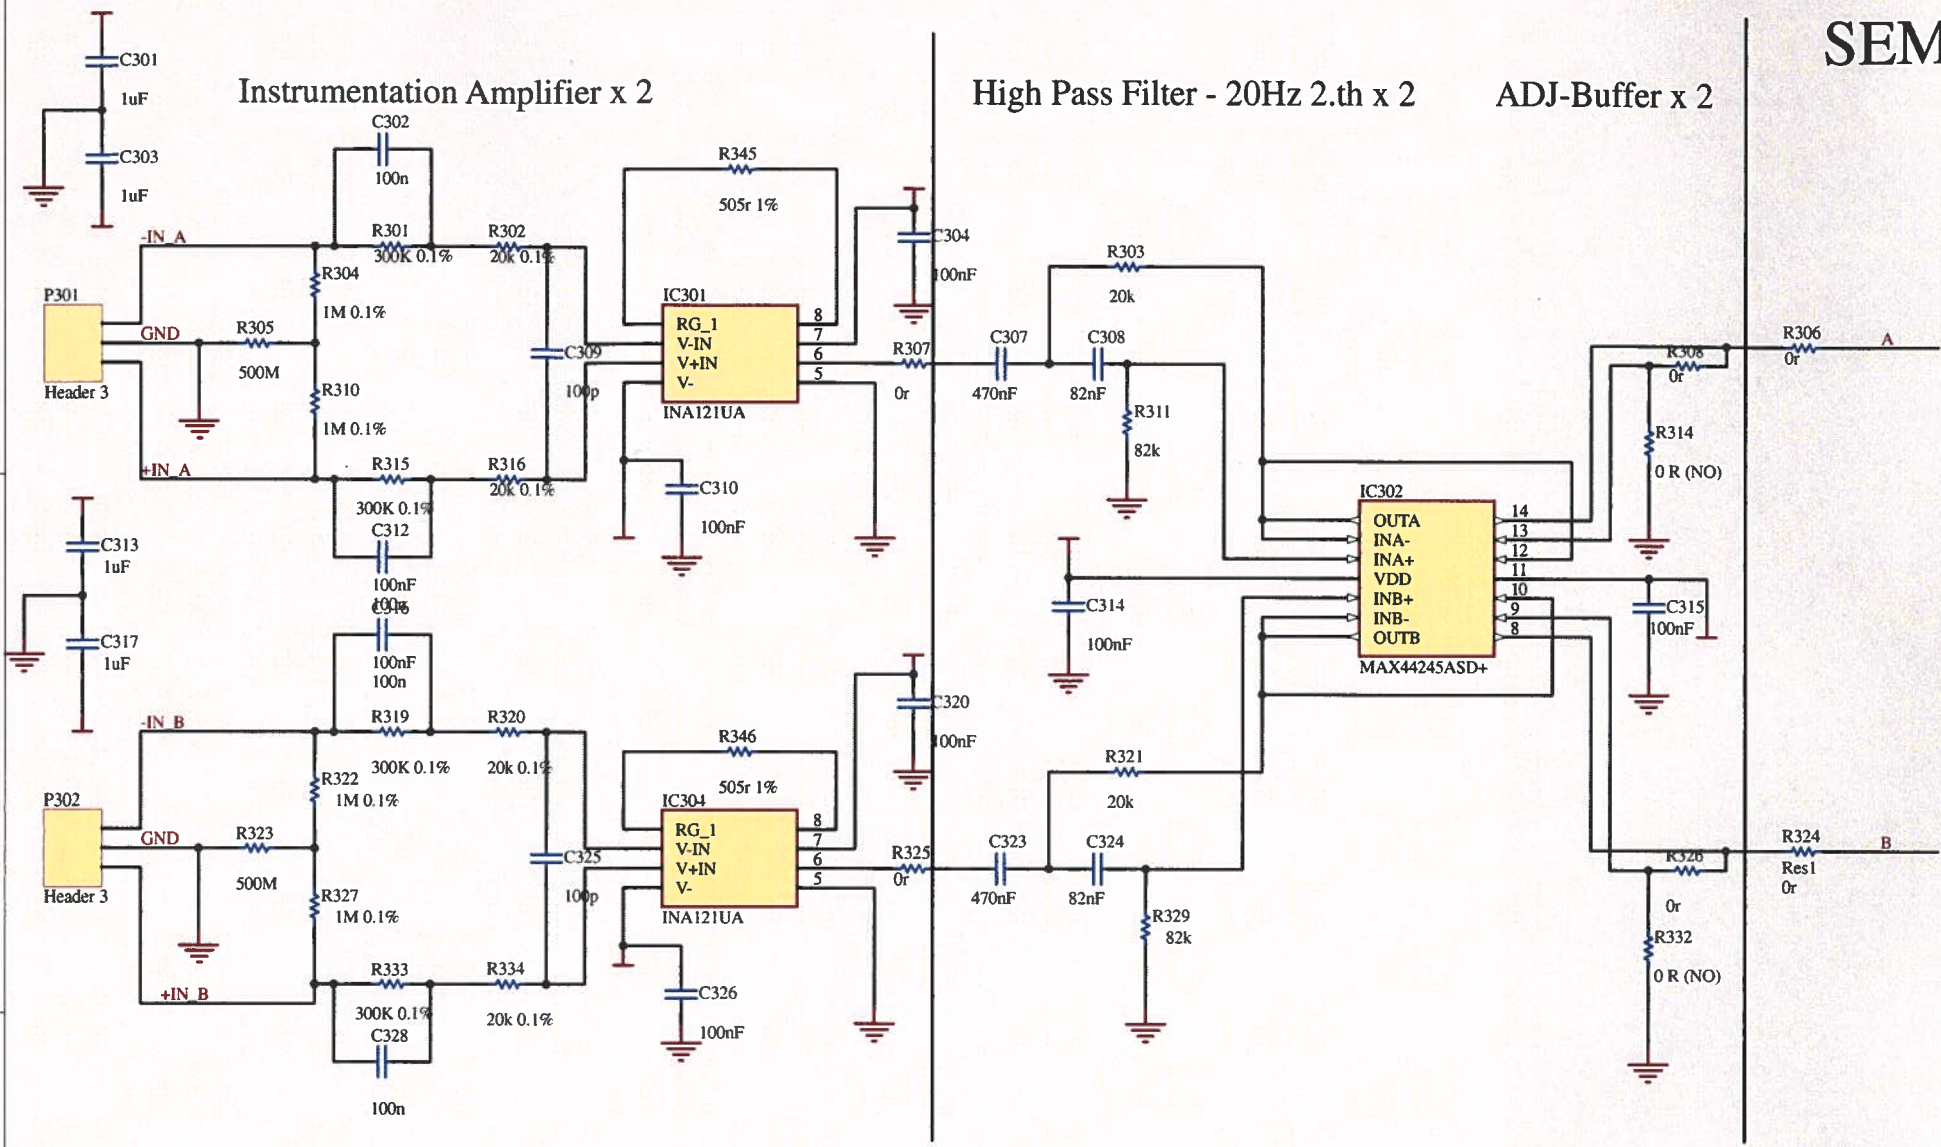 SEM
Instrumentation Amplifier x 2
High Pass Filter - 20Hz 2.th x 2
ADJ-Buffer x 2
C301
1uF
C303
1uF
C302
100n
R345
505r 1%
-IN_A
R301
300K 0.1%
R302
20k 0.1%
C304
100nF
R303
20k
R304
1M 0.1%
P301
GND
Header 3
R305
500M
R310
1M 0.1%
C309
100p
IC301
RG_1
V-IN
V+IN
V-
8
7
6
5
INA121UA
R307
0r
C307
470nF
C308
82nF
R311
82k
R306
0r
A
R308
0r
R314
0 R (NO)
+IN_A
R315
300K 0.1%
R316
20k 0.1%
C312
100nF
100n
C310
100nF
C313
1uF
C317
1uF
C314
100nF
IC302
OUTA
INA-
INA+
VDD
INB+
INB-
OUTB
14
13
12
11
10
9
8
MAX44245ASD+
C315
100nF
100nF
100n
-IN_B
R319
300K 0.1%
R320
20k 0.1%
R346
505r 1%
C320
100nF
R321
20k
R322
1M 0.1%
P302
GND
Header 3
R323
500M
R327
1M 0.1%
C325
100p
IC304
RG_1
V-IN
V+IN
V-
8
7
6
5
INA121UA
R325
0r
C323
470nF
C324
82nF
R329
82k
R324
Res1
0r
B
R326
0r
R332
0 R (NO)
+IN_B
R333
300K 0.1%
R334
20k 0.1%
C328
100n
C326
100nF